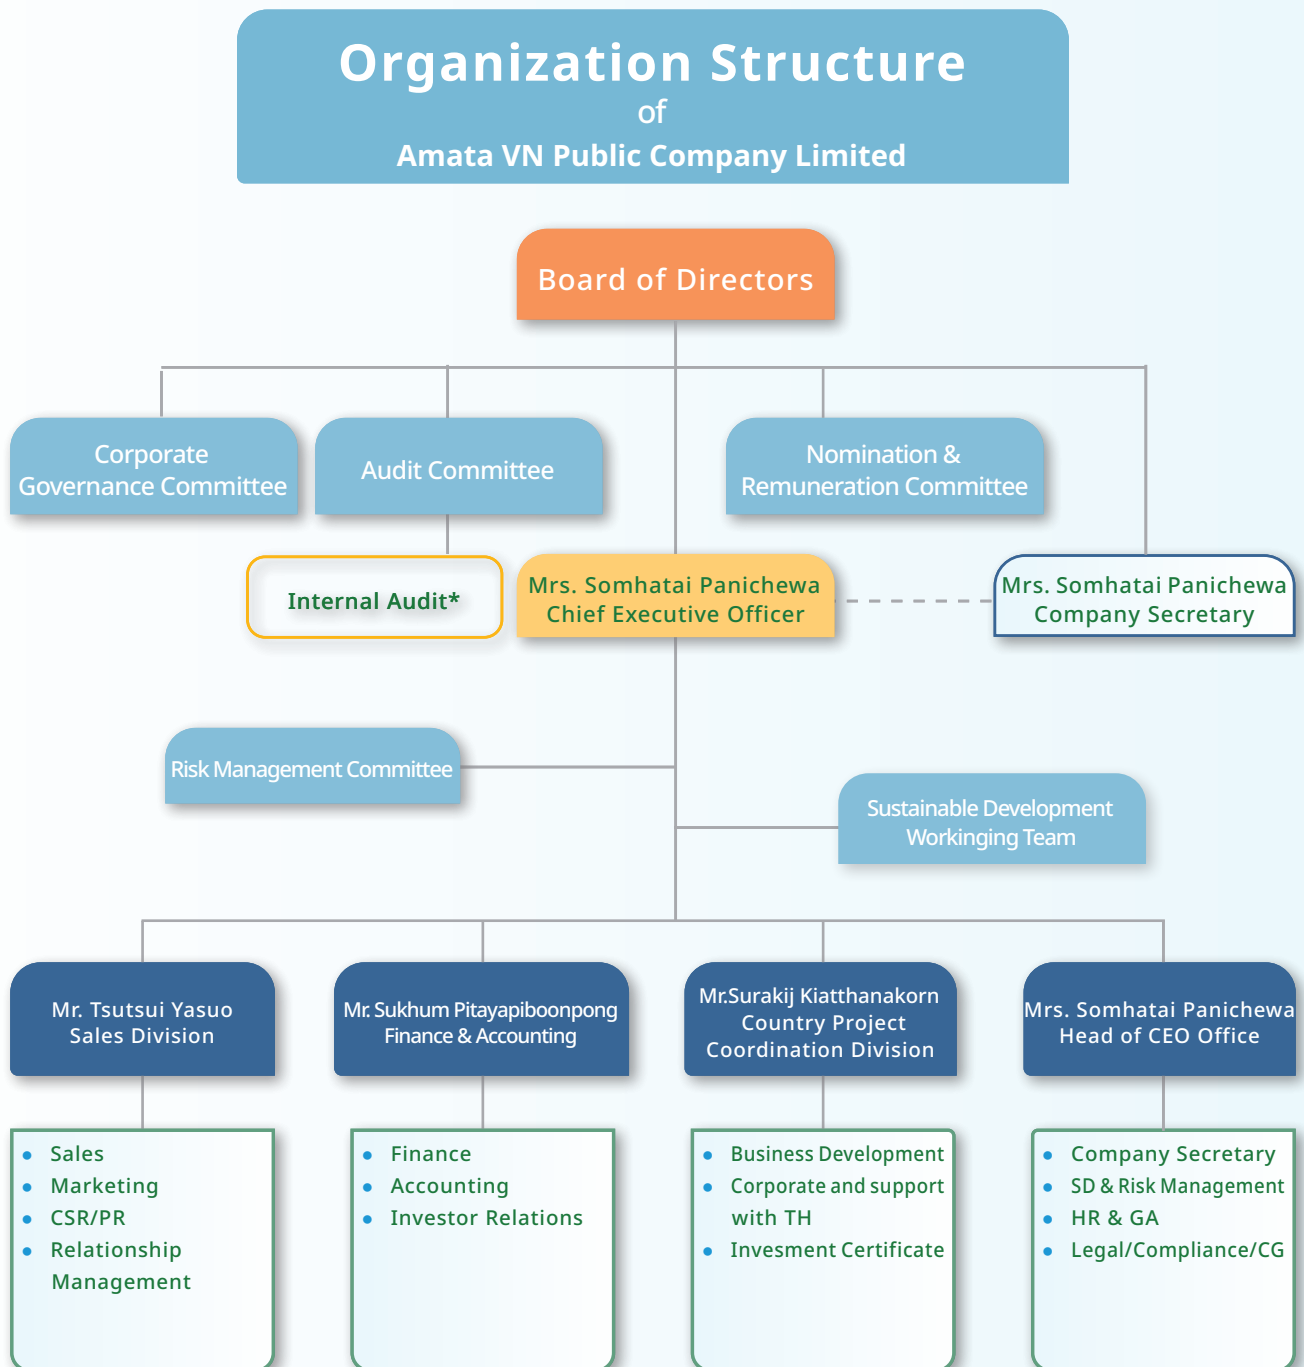 Organization Structure
of
Amata VN Public Company Limited
Board of Directors
Corporate
Governance Committee
Audit Committee
Nomination &
Remuneration Committee
Internal Audit*
Mrs. Somhatai Panichewa
Chief Executive Officer
Mrs. Somhatai Panichewa
Company Secretary
Risk Management Committee
Sustainable Development
Workinging Team
Mr. Tsutsui Yasuo
Sales Division
Mr. Sukhum Pitayapiboonpong
Finance & Accounting
Mr.Surakij Kiatthanakorn
Country Project
Coordination Division
Mrs. Somhatai Panichewa
Head of CEO Office
• Sales
• Marketing
• CSR/PR
• Relationship
Management
• Finance
• Accounting
• Investor Relations
• Business Development
• Corporate and support
with TH
• Invesment Certificate
• Company Secretary
• SD & Risk Management
• HR & GA
• Legal/Compliance/CG